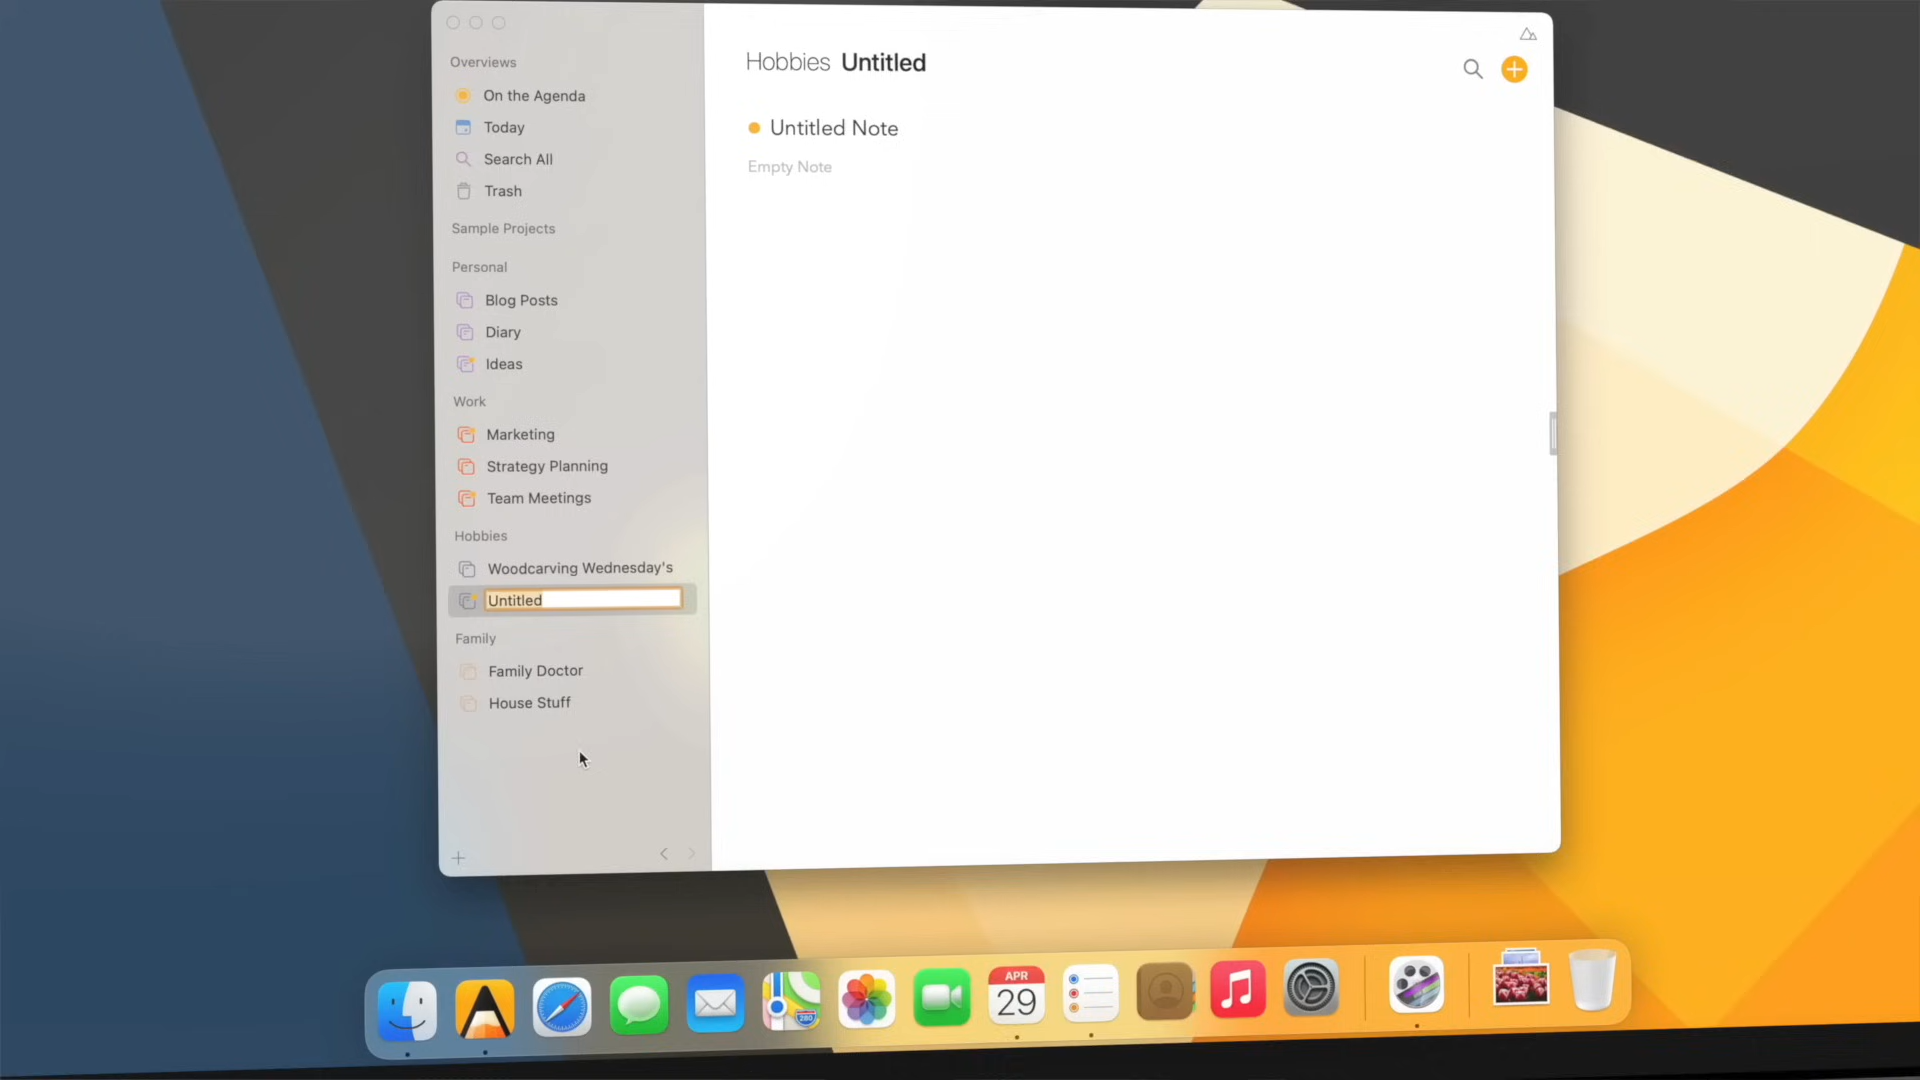 Overviews
On the Agenda
Today
Search All
Trash
Sample Projects
Personal
Blog Posts
Diary
Ideas
Work
Marketing
Strategy Planning
Team Meetings
Hobbies
Woodcarving Wednesday's
Untitled
Family
Family Doctor
House Stuff
Hobbies Untitled
Untitled Note
Empty Note
APR
29
280